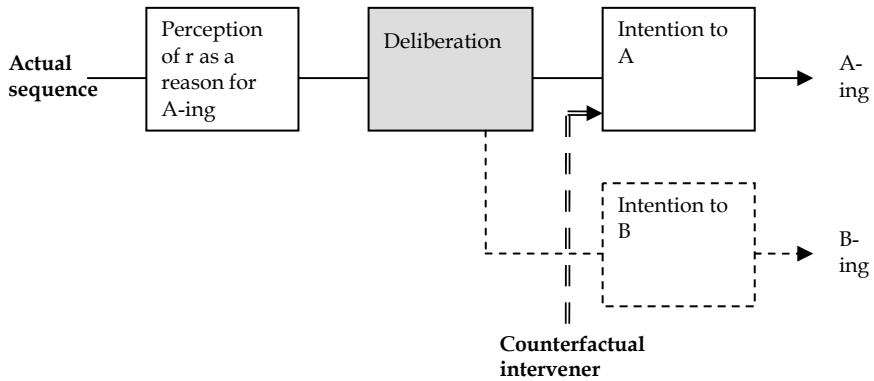 Actual
sequence
Perception
of r as a
reason for
A-ing
Deliberation
Intention to
A
A-
ing
Intention to
B
B-
ing
Counterfactual
intervener